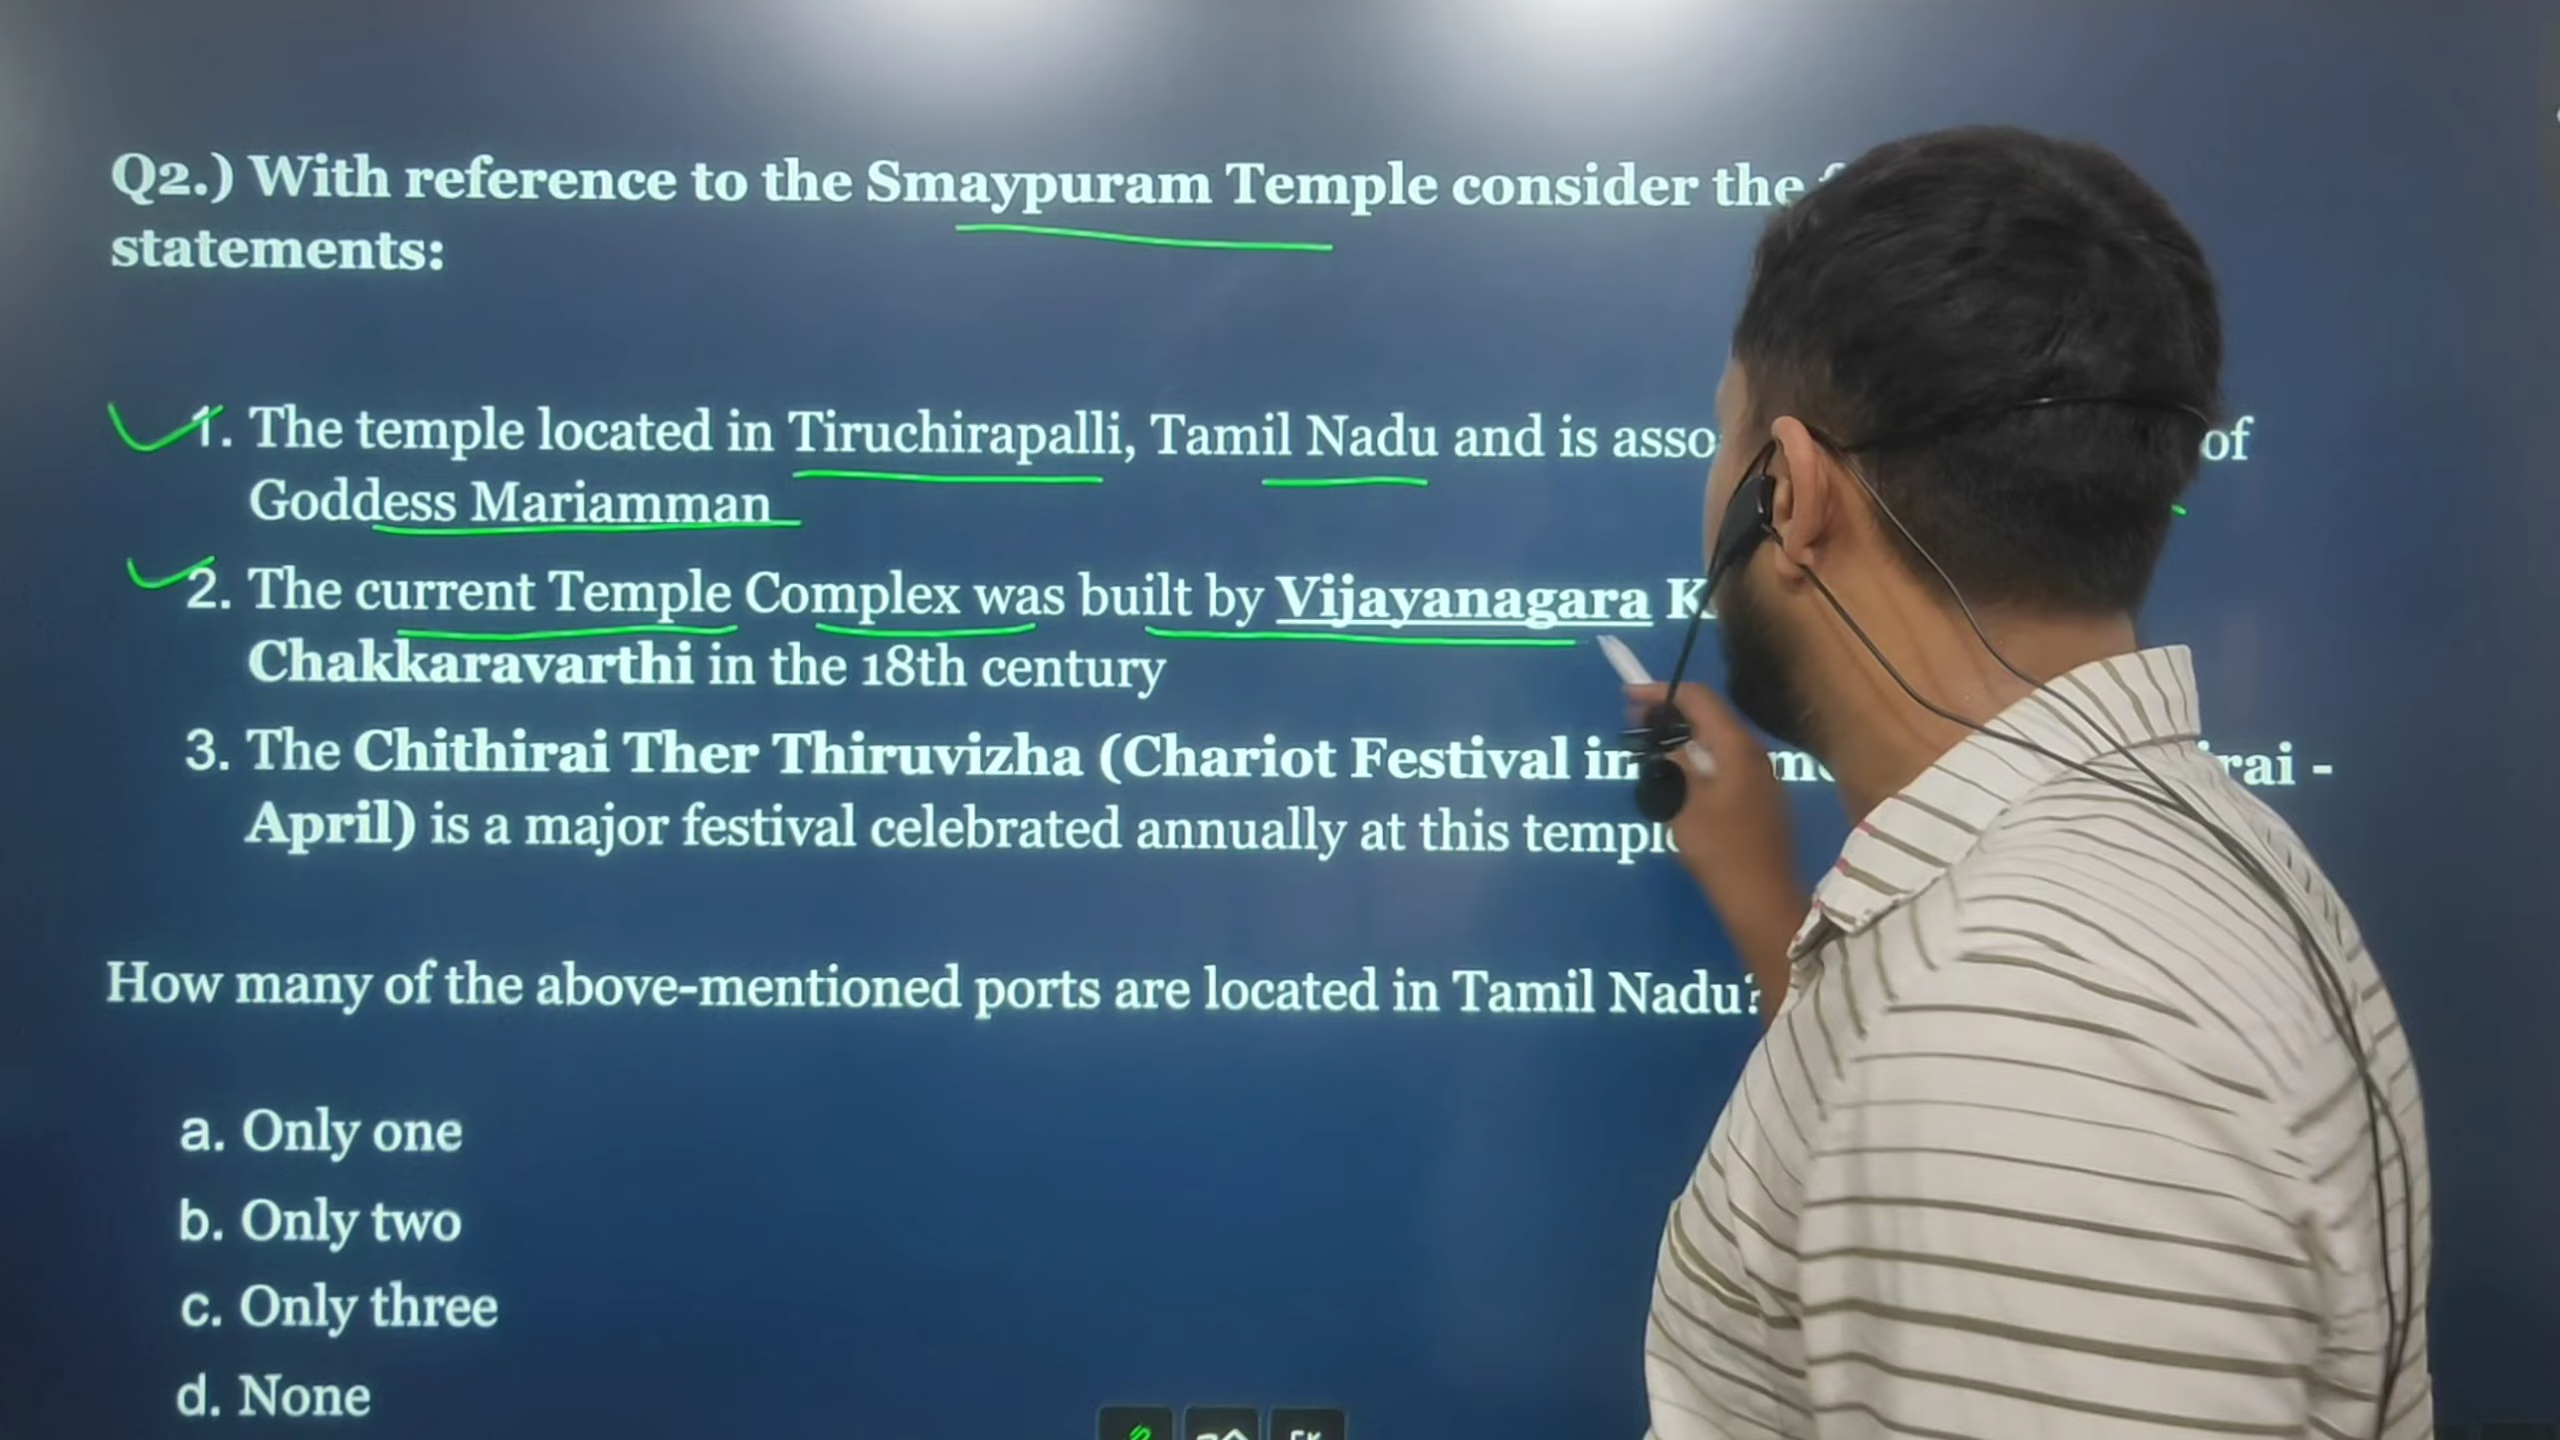 Q2.) With reference to the Smaypuram Temple consider the
statements:
1. The temple located in Tiruchirapalli, Tamil Nadu and is of
Goddess Mariamman
2. The current Temple Complex was built by Vijayanagara
Chakkaravarthi in the 18th century
3. The Chithirai Ther Thiruvizha (Chariot Festival in -
April) is a major festival celebrated annually at this
How many of the above-mentioned ports are located in Tamil Nadu?
a. Only one
b. Only two
c. Only three
d. None